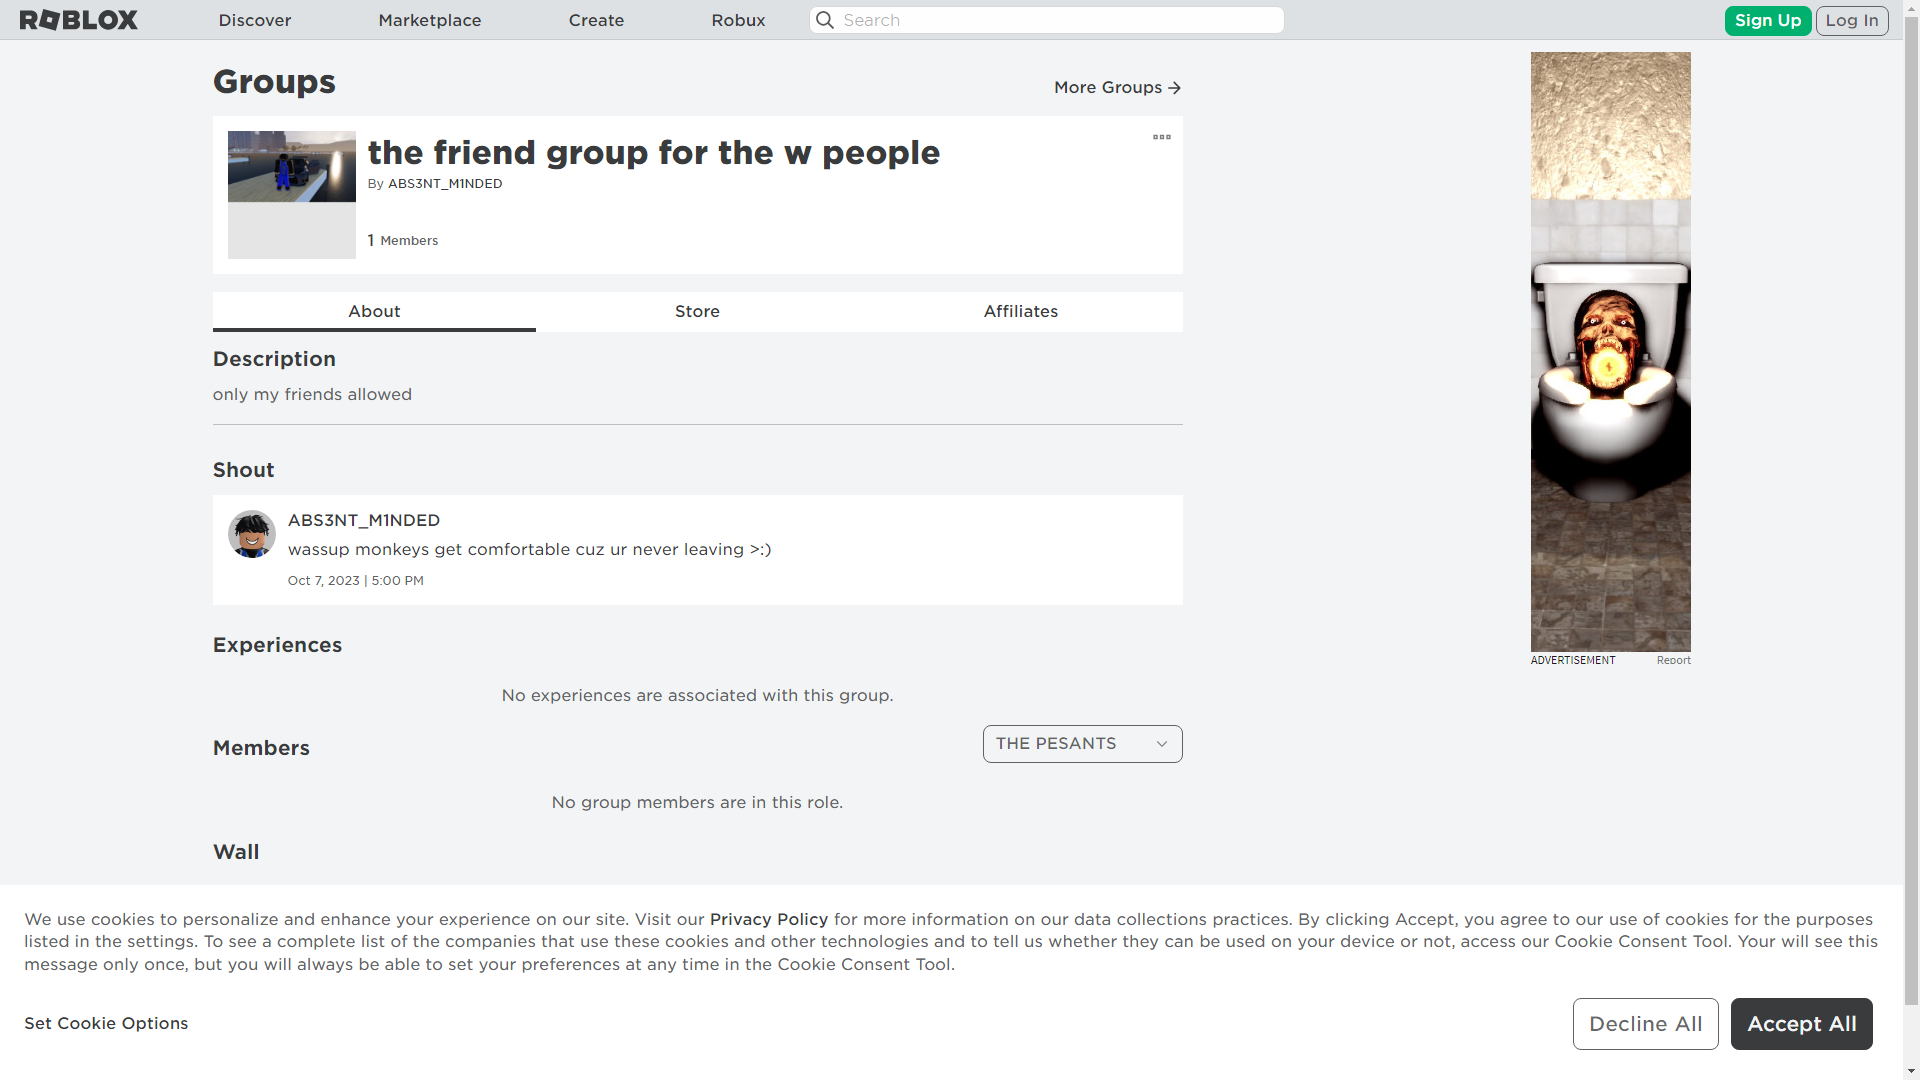 ROBLOX Discover Marketplace Create Robux Search Sign Up Log In
Groups
More Groups
the friend group for the w people
By ABS3NT_M1NDED
1 Members
About Store Affiliates
Description
only my friends allowed
Shout
ABS3NT_M1NDED
wassup monkeys get comfortable cuz ur never leaving >:)
Oct 7, 2023 | 5:00 PM
Experiences
No experiences are associated with this group.
Members
THE PESANTS
No group members are in this role.
Wall
ADVERTISEMENT Report
We use cookies to personalize and enhance your experience on our site. Visit our Privacy Policy for more information on our data collections practices. By clicking Accept, you agree to our use of cookies for the purposes
listed in the settings. To see a complete list of the companies that use these cookies and other technologies and to tell us whether they can be used on your device or not, access our Cookie Consent Tool. Your will see this
message only once, but you will always be able to set your preferences at any time in the Cookie Consent Tool.
Set Cookie Options
Decline All
Accept All